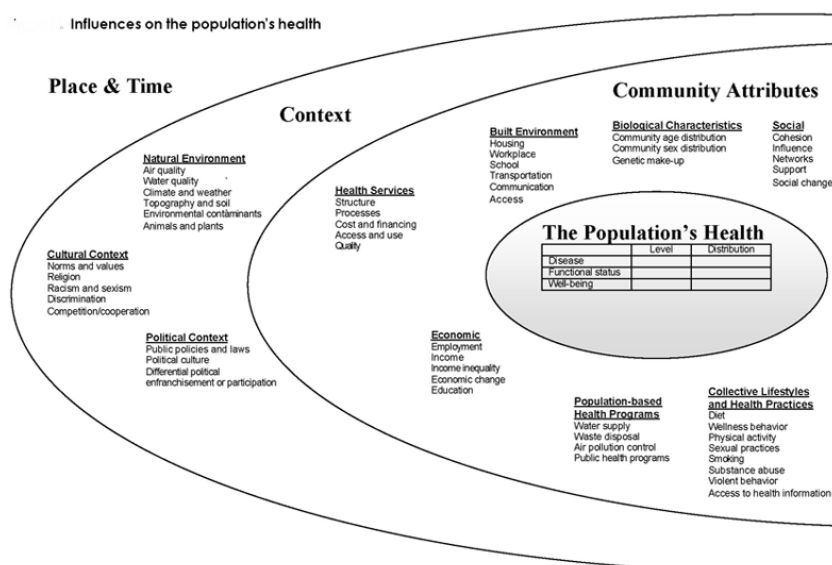 Influences on the population's health
Place & Time
Context
Community Attributes
Natural Environment
Air quality
Water quality
Climate and weather
Topography and soil
Environmental contaminants
Animals and plants
Cultural Context
Norms and values
Religion
Racism and sexism
Discrimination
Competition/cooperation
Political Context
Public policies and laws
Political culture
Differential political
enfranchisement or participation
Health Services
Structure
Processes
Cost and financing
Access and use
Quality
Built Environment
Housing
Workplace
School
Transportation
Communication
Access
Biological Characteristics
Community age distribution
Community sex distribution
Genetic make-up
Social
Cohesion
Influence
Networks
Support
Social change
The Population's Health
Level Distribution
Disease
Functional status
Well-being
Economic
Employment
Income
Income inequality
Economic change
Education
Population-based
Health Programs
Water supply
Waste disposal
Air pollution control
Public health programs
Collective Lifestyles
and Health Practices
Diet
Wellness behavior
Physical activity
Sexual practices
Smoking
Substance abuse
Violent behavior
Access to health information